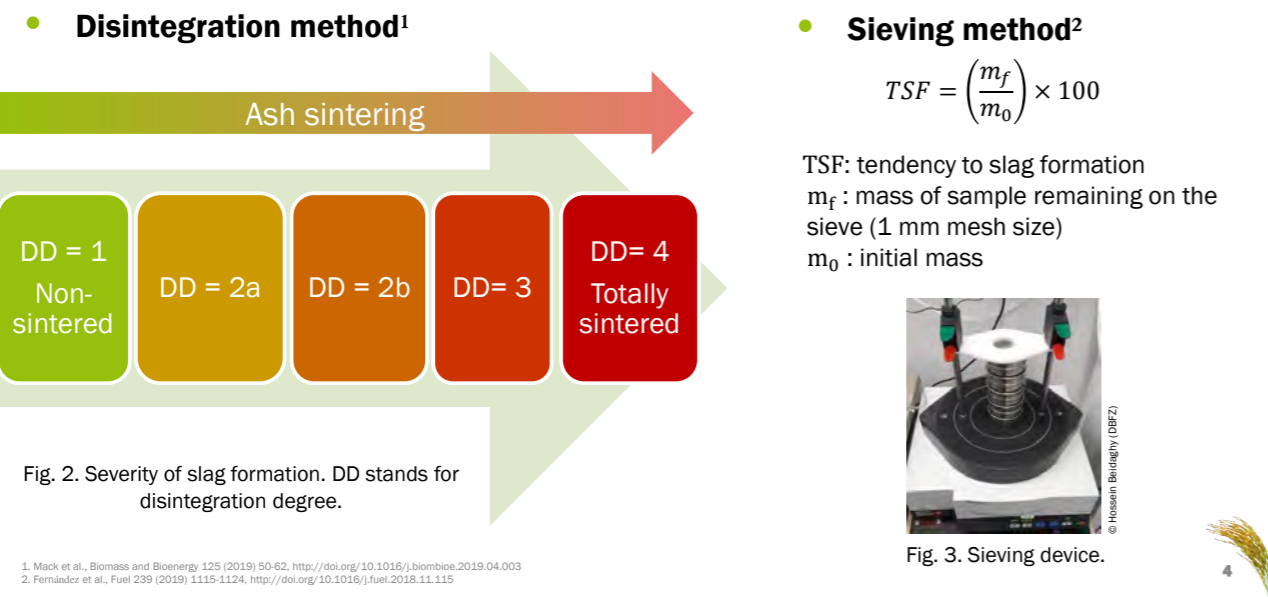 • Disintegration method¹
Ash sintering
DD = 1
Non-
sintered
DD = 2a
DD = 2b
DD= 3
DD= 4
Totally
sintered
Fig. 2. Severity of slag formation. DD stands for
disintegration degree.
1. Mack et al., Biomass and Bioenergy 125 (2019) 50-62, http://doi.org/10.1016/j.biombioe.2019.04.003
2. Fernández et al., Fuel 239 (2019) 1115-1124, http://doi.org/10.1016/j.fuel.2018.11.115
• Sieving method²
TSF = (m_f / m_0) × 100
TSF: tendency to slag formation
m_f : mass of sample remaining on the
sieve (1 mm mesh size)
m_0 : initial mass
© Hossein Beidaghy (DBFZ)
Fig. 3. Sieving device.
4